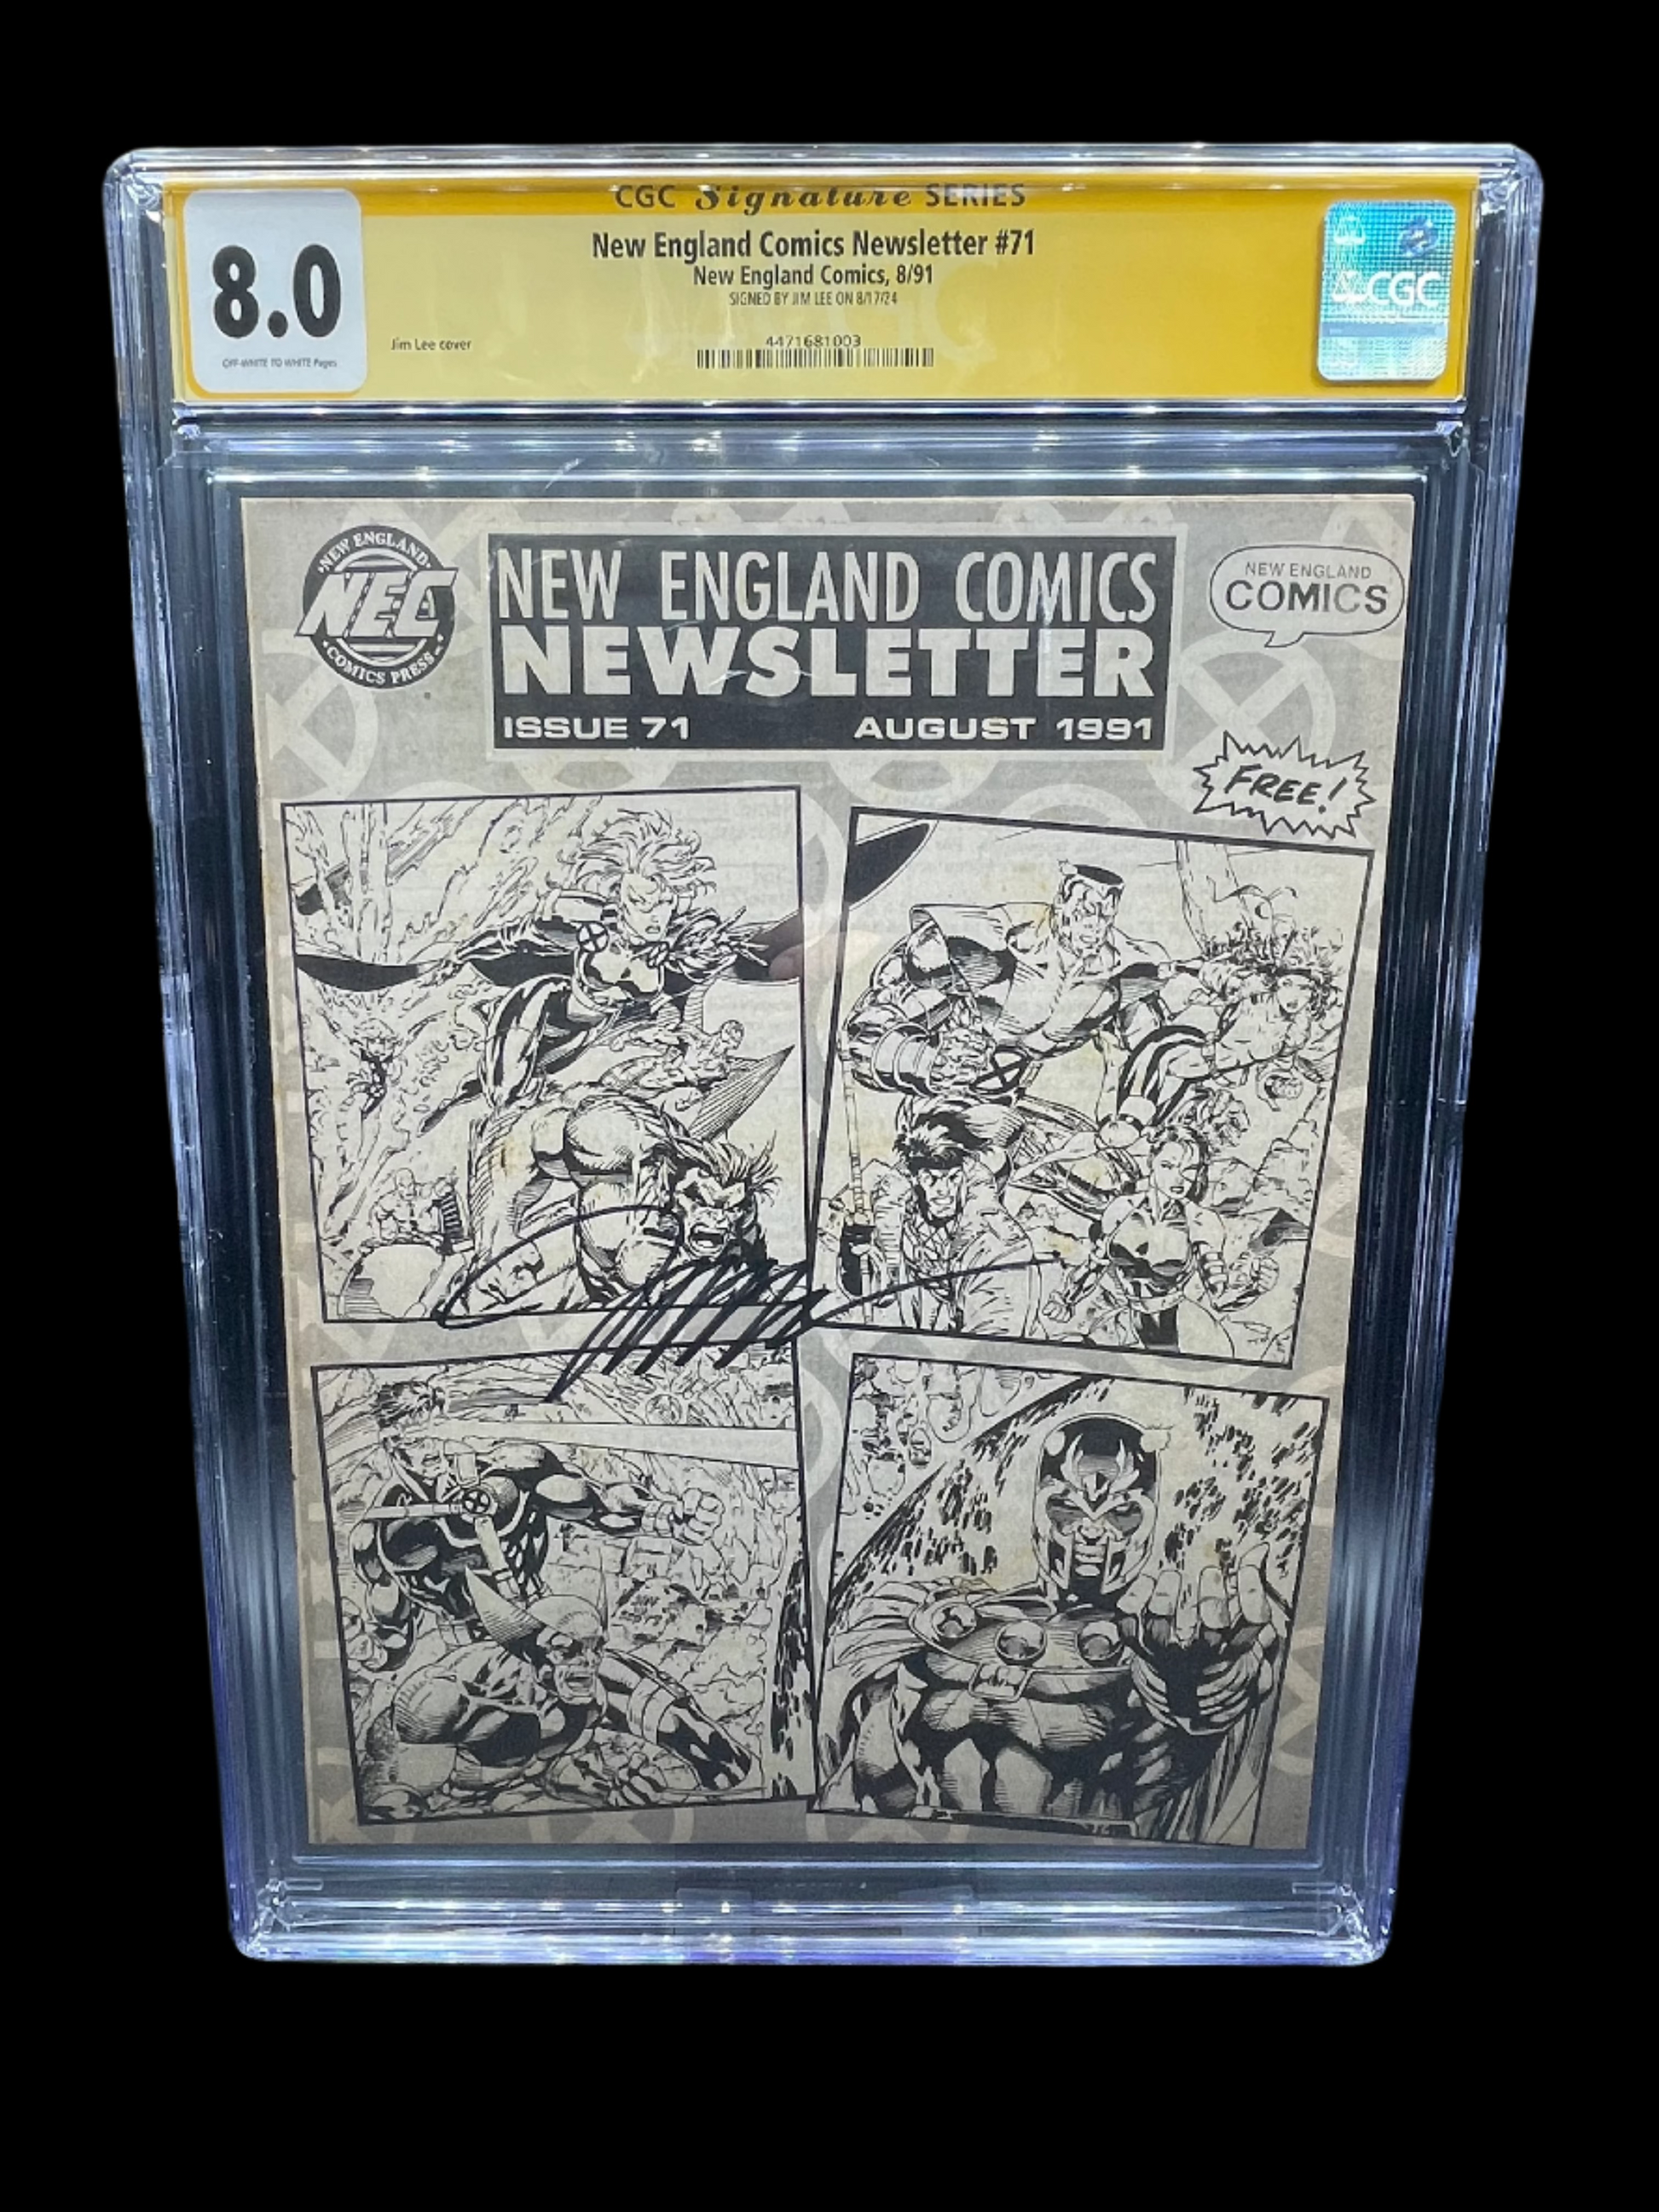 CGC Signature SERIES
8.0
OFF-WHITE TO WHITE Pages
New England Comics Newsletter #71
New England Comics, 8/91
SIGNED BY JIM LEE ON 8/17/24
Jim Lee cover
4471681003
CGC
NEW ENGLAND
NEC
COMICS PRESS
NEW ENGLAND COMICS
NEWSLETTER
ISSUE 71 AUGUST 1991
NEW ENGLAND
COMICS
FREE!